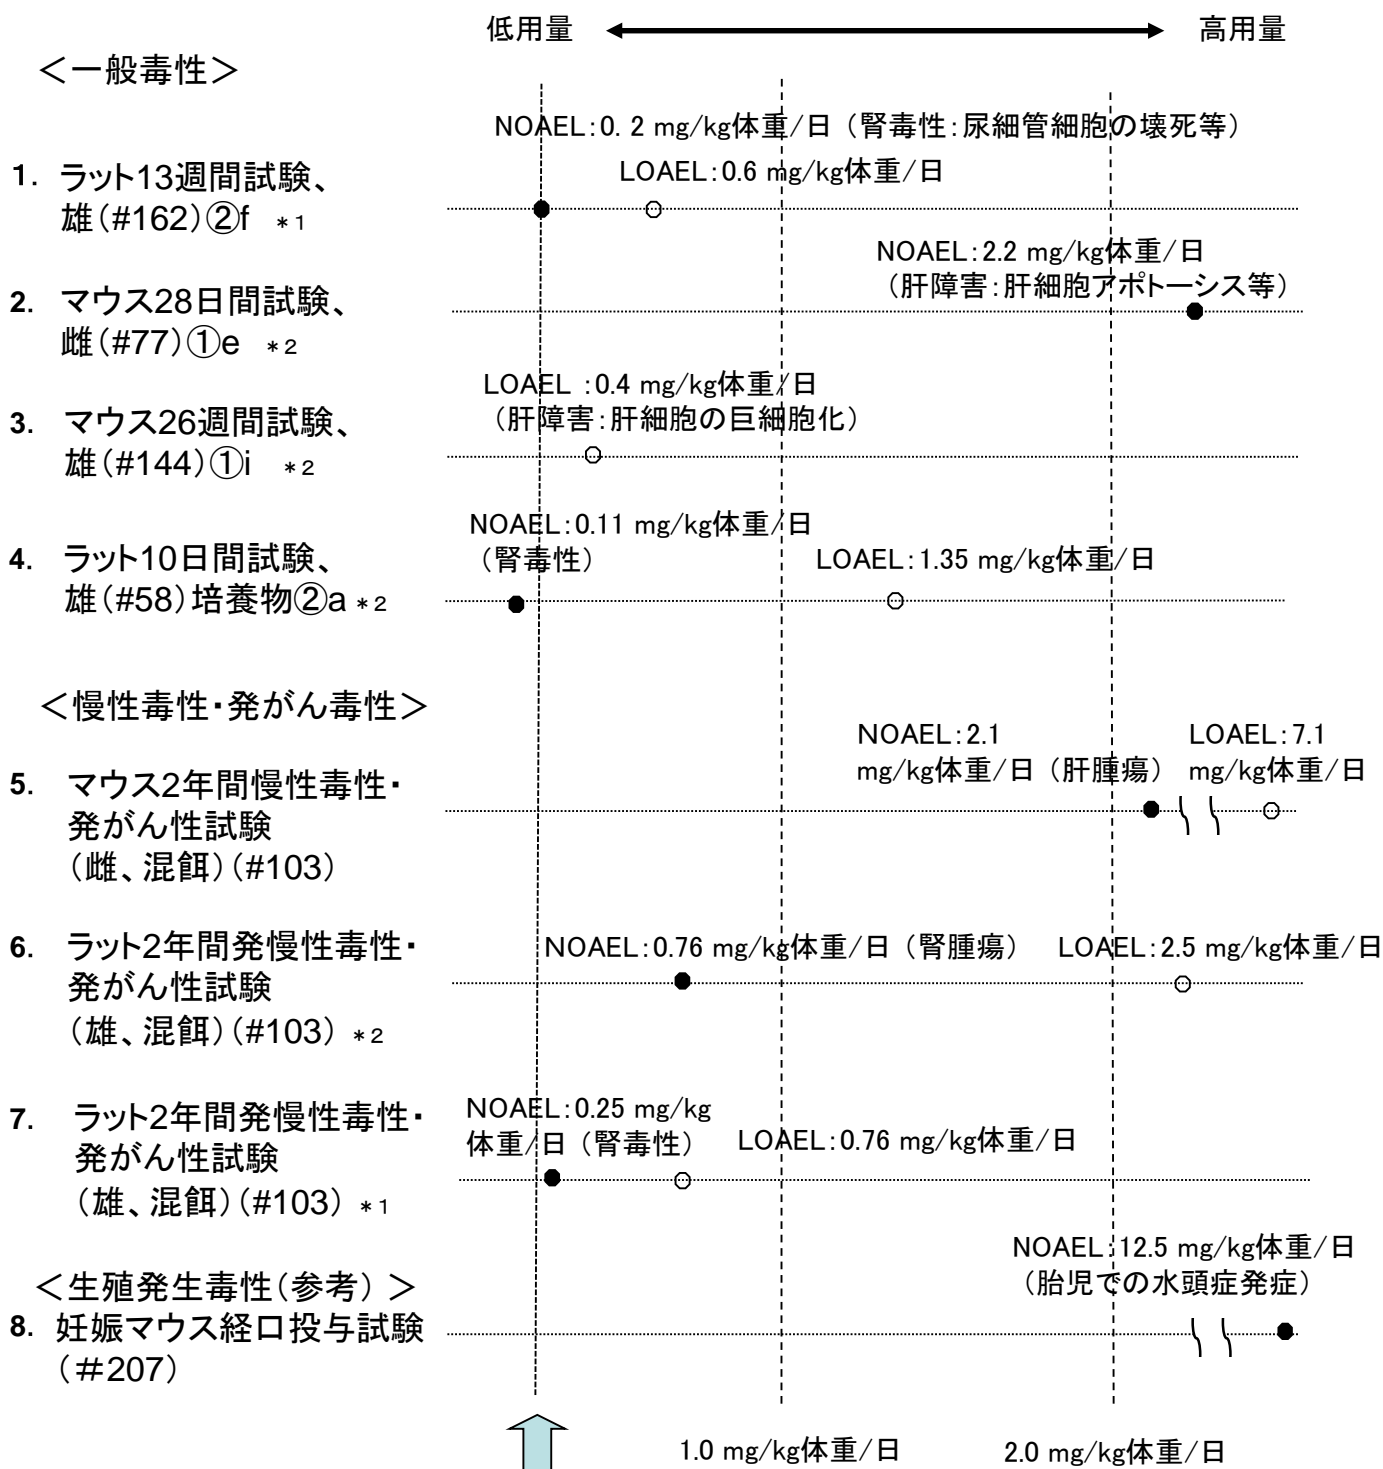 低用量 高用量
＜一般毒性＞
NOAEL：0. 2 mg/kg体重/日（腎毒性：尿細管細胞の壊死等）
LOAEL：0.6 mg/kg体重/日
1. ラット13週間試験、
雄（#162）②f ＊1
NOAEL：2.2 mg/kg体重/日
（肝障害：肝細胞アポトーシス等）
2. マウス28日間試験、
雌（#77）①e ＊2
LOAEL ：0.4 mg/kg体重/日
（肝障害：肝細胞の巨細胞化）
3. マウス26週間試験、
雄（#144）①i ＊2
NOAEL：0.11 mg/kg体重/日
（腎毒性）
LOAEL：1.35 mg/kg体重/日
4. ラット10日間試験、
雄（#58）培養物②a ＊2
＜慢性毒性・発がん毒性＞
NOAEL：2.1
mg/kg体重/日（肝腫瘍）
LOAEL：7.1
mg/kg体重/日
5. マウス2年間慢性毒性・
発がん性試験
（雌、混餌）（#103）
6. ラット2年間発慢性毒性・
発がん性試験
（雄、混餌）（#103） ＊2
NOAEL：0.76 mg/kg体重/日（腎腫瘍）
LOAEL：2.5 mg/kg体重/日
7. ラット2年間発慢性毒性・
発がん性試験
（雄、混餌）（#103） ＊1
NOAEL：0.25 mg/kg
体重/日（腎毒性）
LOAEL：0.76 mg/kg体重/日
NOAEL：12.5 mg/kg体重/日
（胎児での水頭症発症）
＜生殖発生毒性（参考）＞
8. 妊娠マウス経口投与試験
（＃207）
1.0 mg/kg体重/日
2.0 mg/kg体重/日